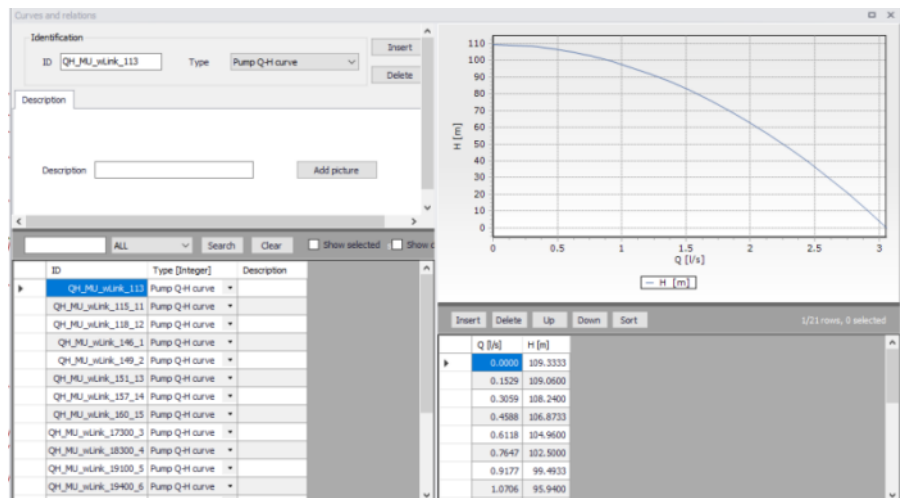 Curves and relations
Identification
ID QH_MU_wLink_113 Type Pump Q-H curve Insert
Delete
Description
Description Add picture
ALL Search Clear Show selected Show
ID Type [Integer] Description
QH_MU_wLink_113 Pump Q-H curve
QH_MU_wLink_115_11 Pump Q-H curve
QH_MU_wLink_118_12 Pump Q-H curve
QH_MU_wLink_146_1 Pump Q-H curve
QH_MU_wLink_149_2 Pump Q-H curve
QH_MU_wLink_151_13 Pump Q-H curve
QH_MU_wLink_157_14 Pump Q-H curve
QH_MU_wLink_160_15 Pump Q-H curve
QH_MU_wLink_17300_3 Pump Q-H curve
QH_MU_wLink_18300_4 Pump Q-H curve
QH_MU_wLink_19100_5 Pump Q-H curve
QH_MU_wLink_19400_6 Pump Q-H curve
110
100
90
80
70
60
50
40
30
20
10
0
H [m]
0 0.5 1 1.5 2 2.5 3
Q [l/s]
H [m]
Insert Delete Up Down Sort 1/21 rows, 0 selected
Q [l/s] H [m]
0.0000 109.3333
0.1529 109.0600
0.3059 108.2400
0.4588 106.8733
0.6118 104.9600
0.7647 102.5000
0.9177 99.4933
1.0706 95.9400